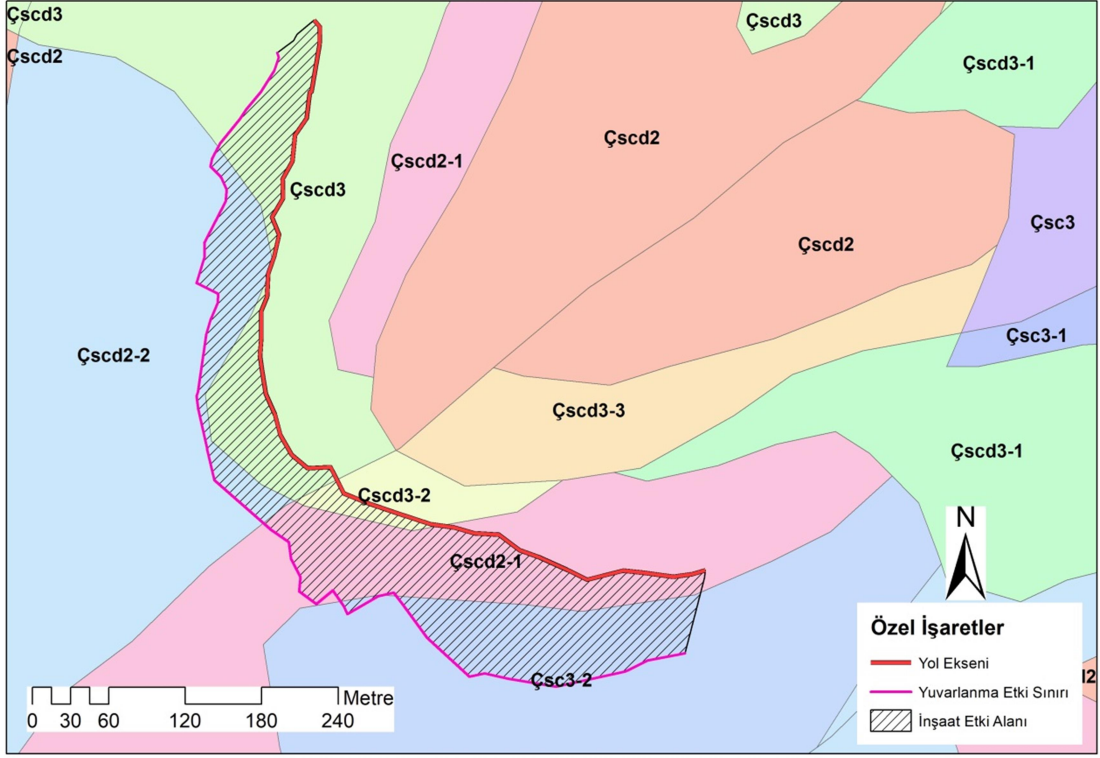 Çscd3
Çscd3
Çscd2
Çscd3-1
Çscd2
Çscd2-1
Çscd3
Çsc3
Çscd2
Çsc3-1
Çscd2-2
Çscd3-3
Çscd3-1
Çscd3-2
N
Çscd2-1
Özel İşaretler
Yol Ekseni
Çsc3-2
Yuvarlanma Etki Sınırı
İnşaat Etki Alanı
Metre
0 30 60 120 180 240